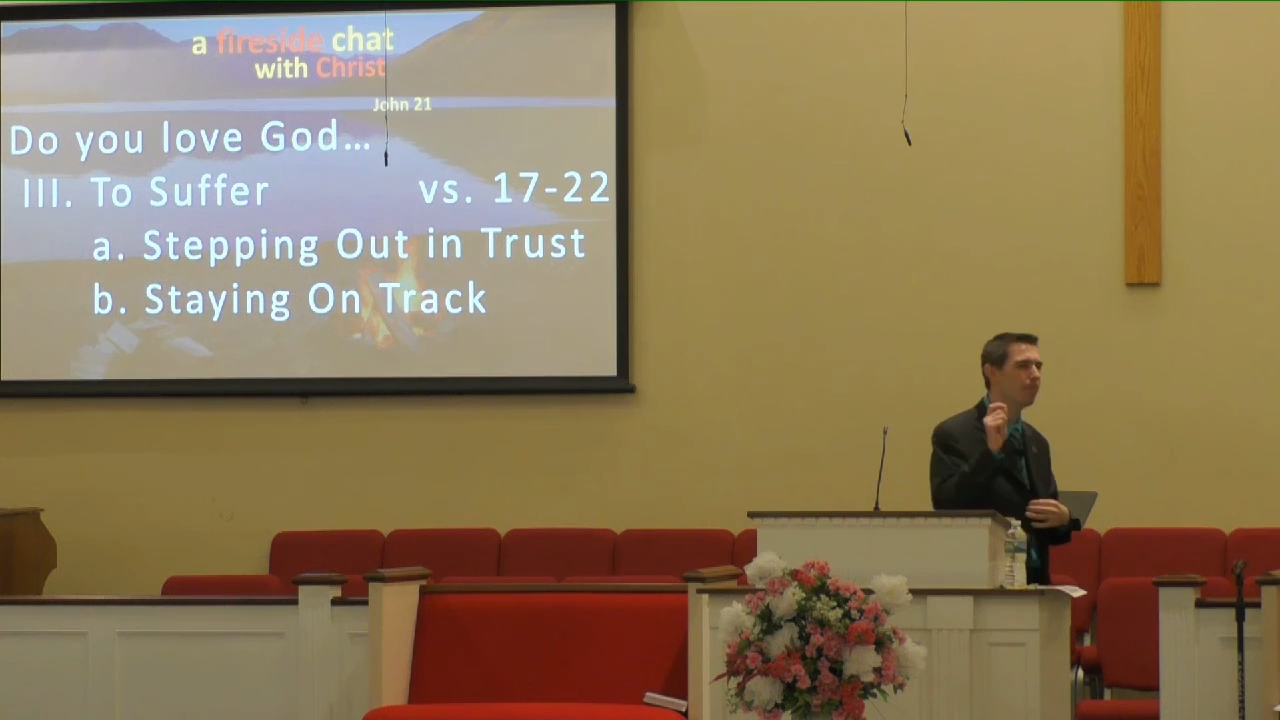 a fireside chat
with Christ
John 21
Do you love God…
III. To Suffer vs. 17-22
a. Stepping Out in Trust
b. Staying On Track